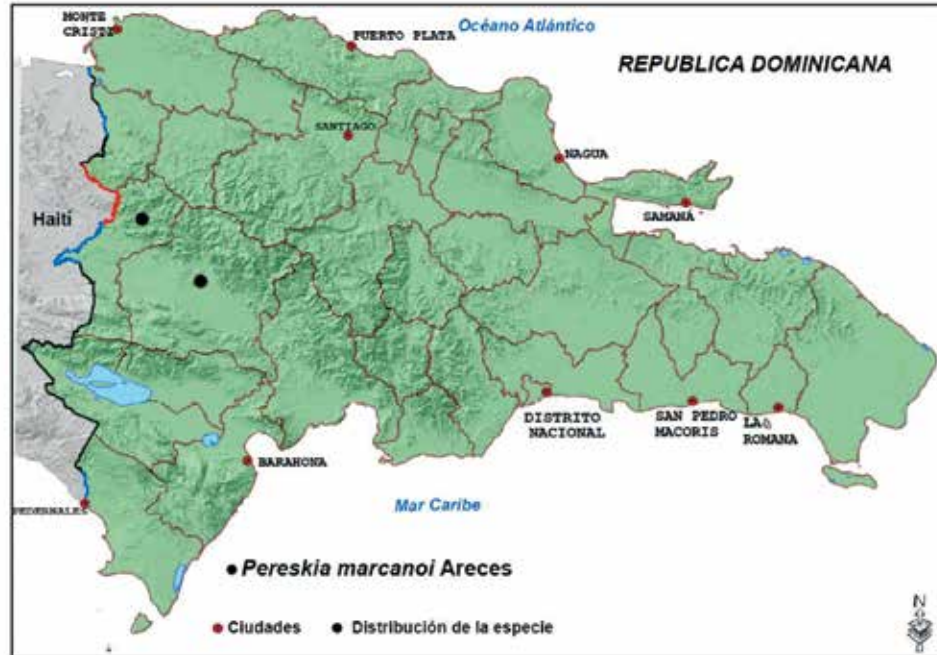 MONTE
CRISTI
Océano Atlántico
PUERTO PLATA
REPUBLICA DOMINICANA
SANTIAGO
NAGUA
SAMANÁ
Haití
DISTRITO
NACIONAL
SAN PEDRO
MACORIS
LA
ROMANA
BARAHONA
PEDERNALES
Mar Caribe
Pereskia marcanoi Areces
Ciudades
Distribución de la especie
N